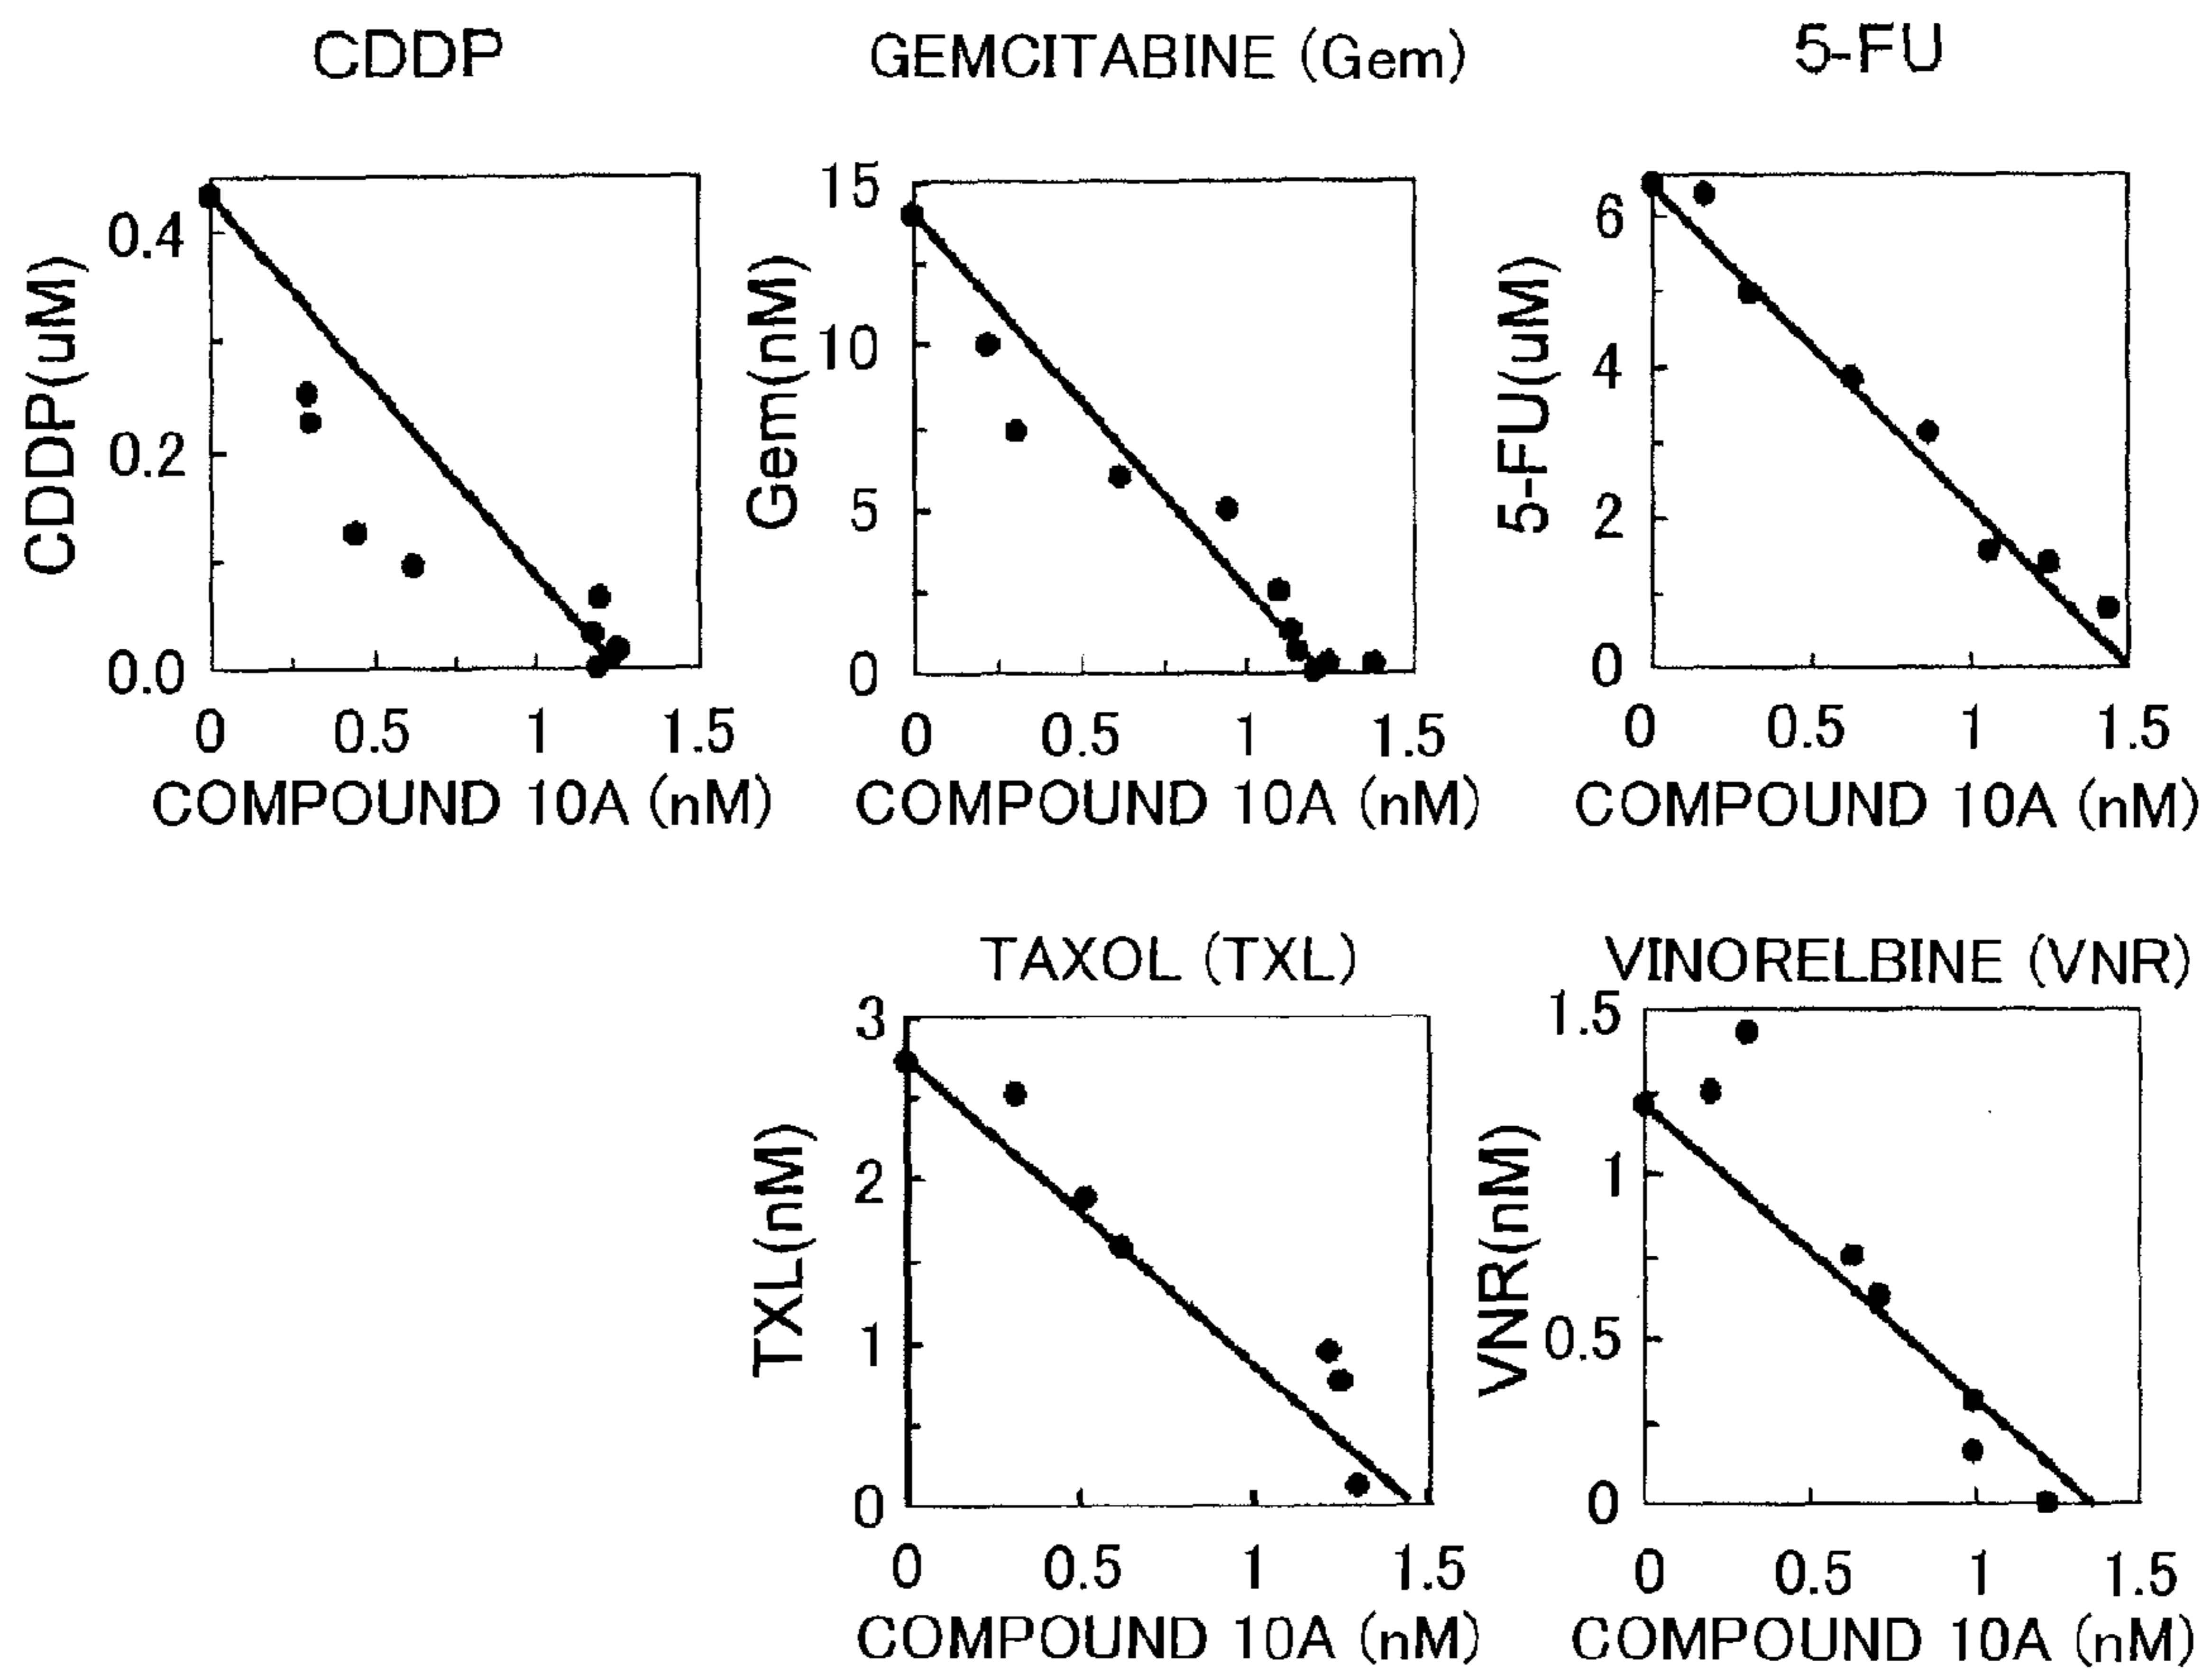 CDDP
GEMCITABINE (Gem)
5-FU
CDDP(uM)
0.4
0.2
0.0
0 0.5 1 1.5
COMPOUND 10A (nM)
Gem(nM)
15
10
5
0
0 0.5 1 1.5
COMPOUND 10A (nM)
5-FU(uM)
6
4
2
0
0 0.5 1 1.5
COMPOUND 10A (nM)
TAXOL (TXL)
VINORELBINE (VNR)
TXL(nM)
3
2
1
0
0 0.5 1 1.5
COMPOUND 10A (nM)
VNR(nM)
1.5
1
0.5
0
0 0.5 1 1.5
COMPOUND 10A (nM)